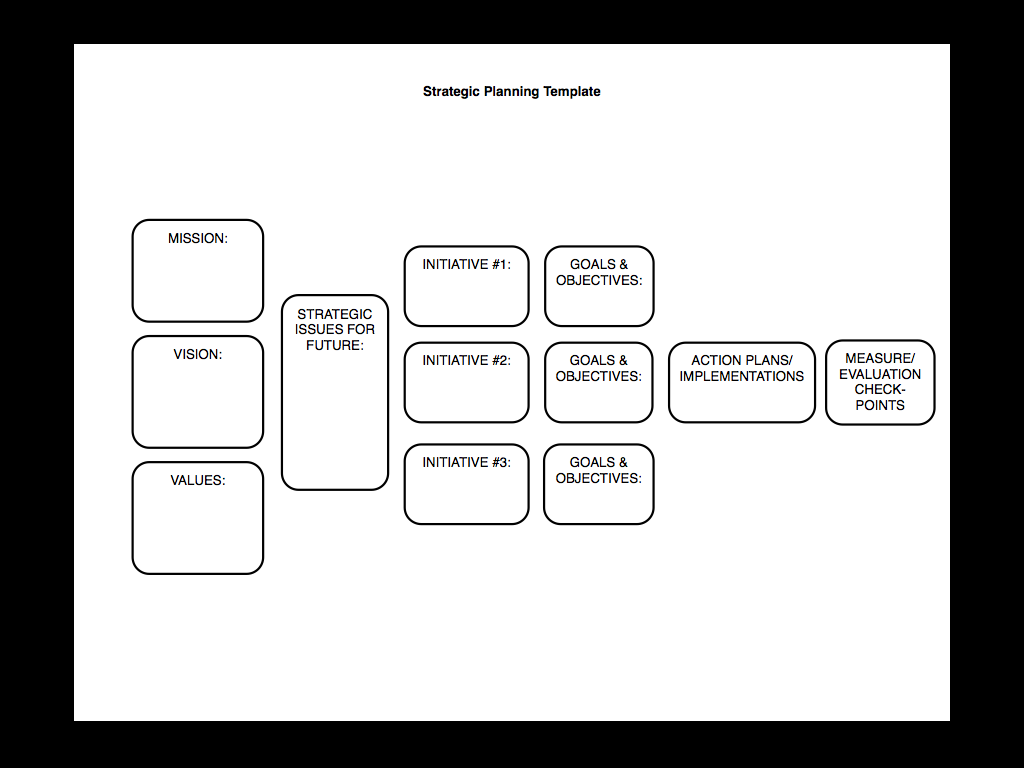 Strategic Planning Template
MISSION:
VISION:
VALUES:
STRATEGIC
ISSUES FOR
FUTURE:
INITIATIVE #1:
GOALS &
OBJECTIVES:
INITIATIVE #2:
GOALS &
OBJECTIVES:
INITIATIVE #3:
GOALS &
OBJECTIVES:
ACTION PLANS/
IMPLEMENTATIONS
MEASURE/
EVALUATION
CHECK-
POINTS